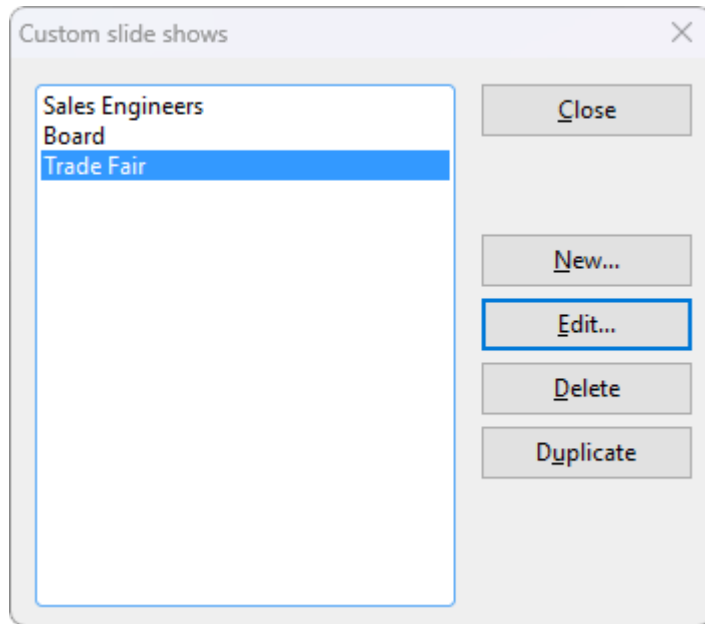 Custom slide shows
Sales Engineers
Board
Trade Fair
Close
New...
Edit...
Delete
Duplicate